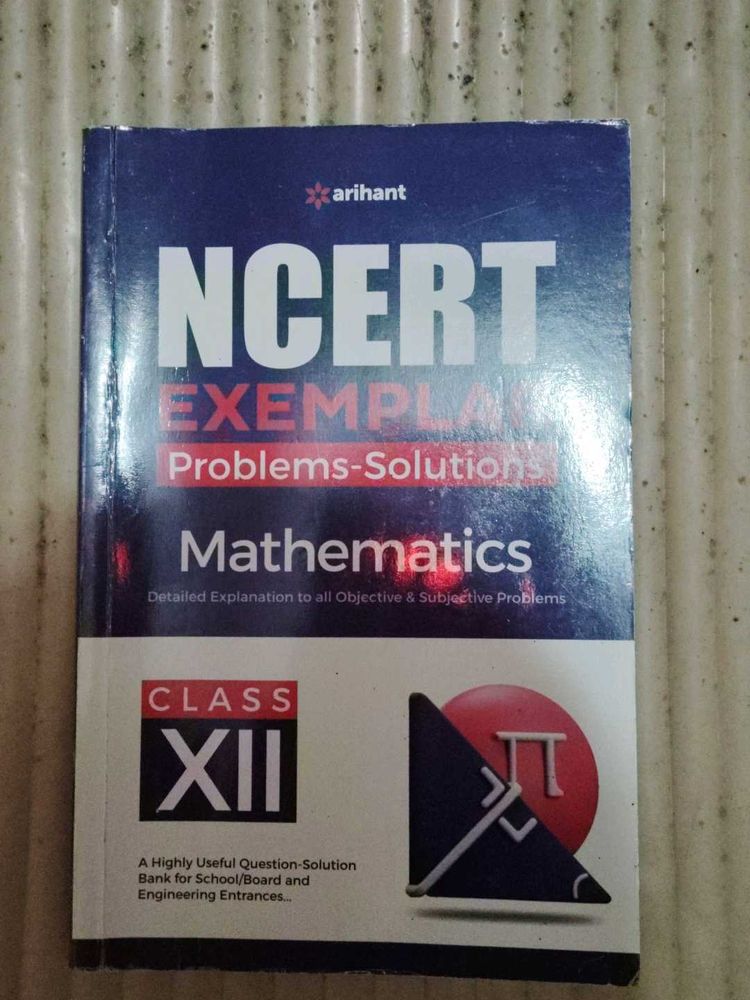 arihant
NCERT
EXEMPLAR
Problems-Solutions
Mathematics
Detailed Explanation to all Objective & Subjective Problems
CLASS
XII
π
A Highly Useful Question-Solution
Bank for School/Board and
Engineering Entrances...